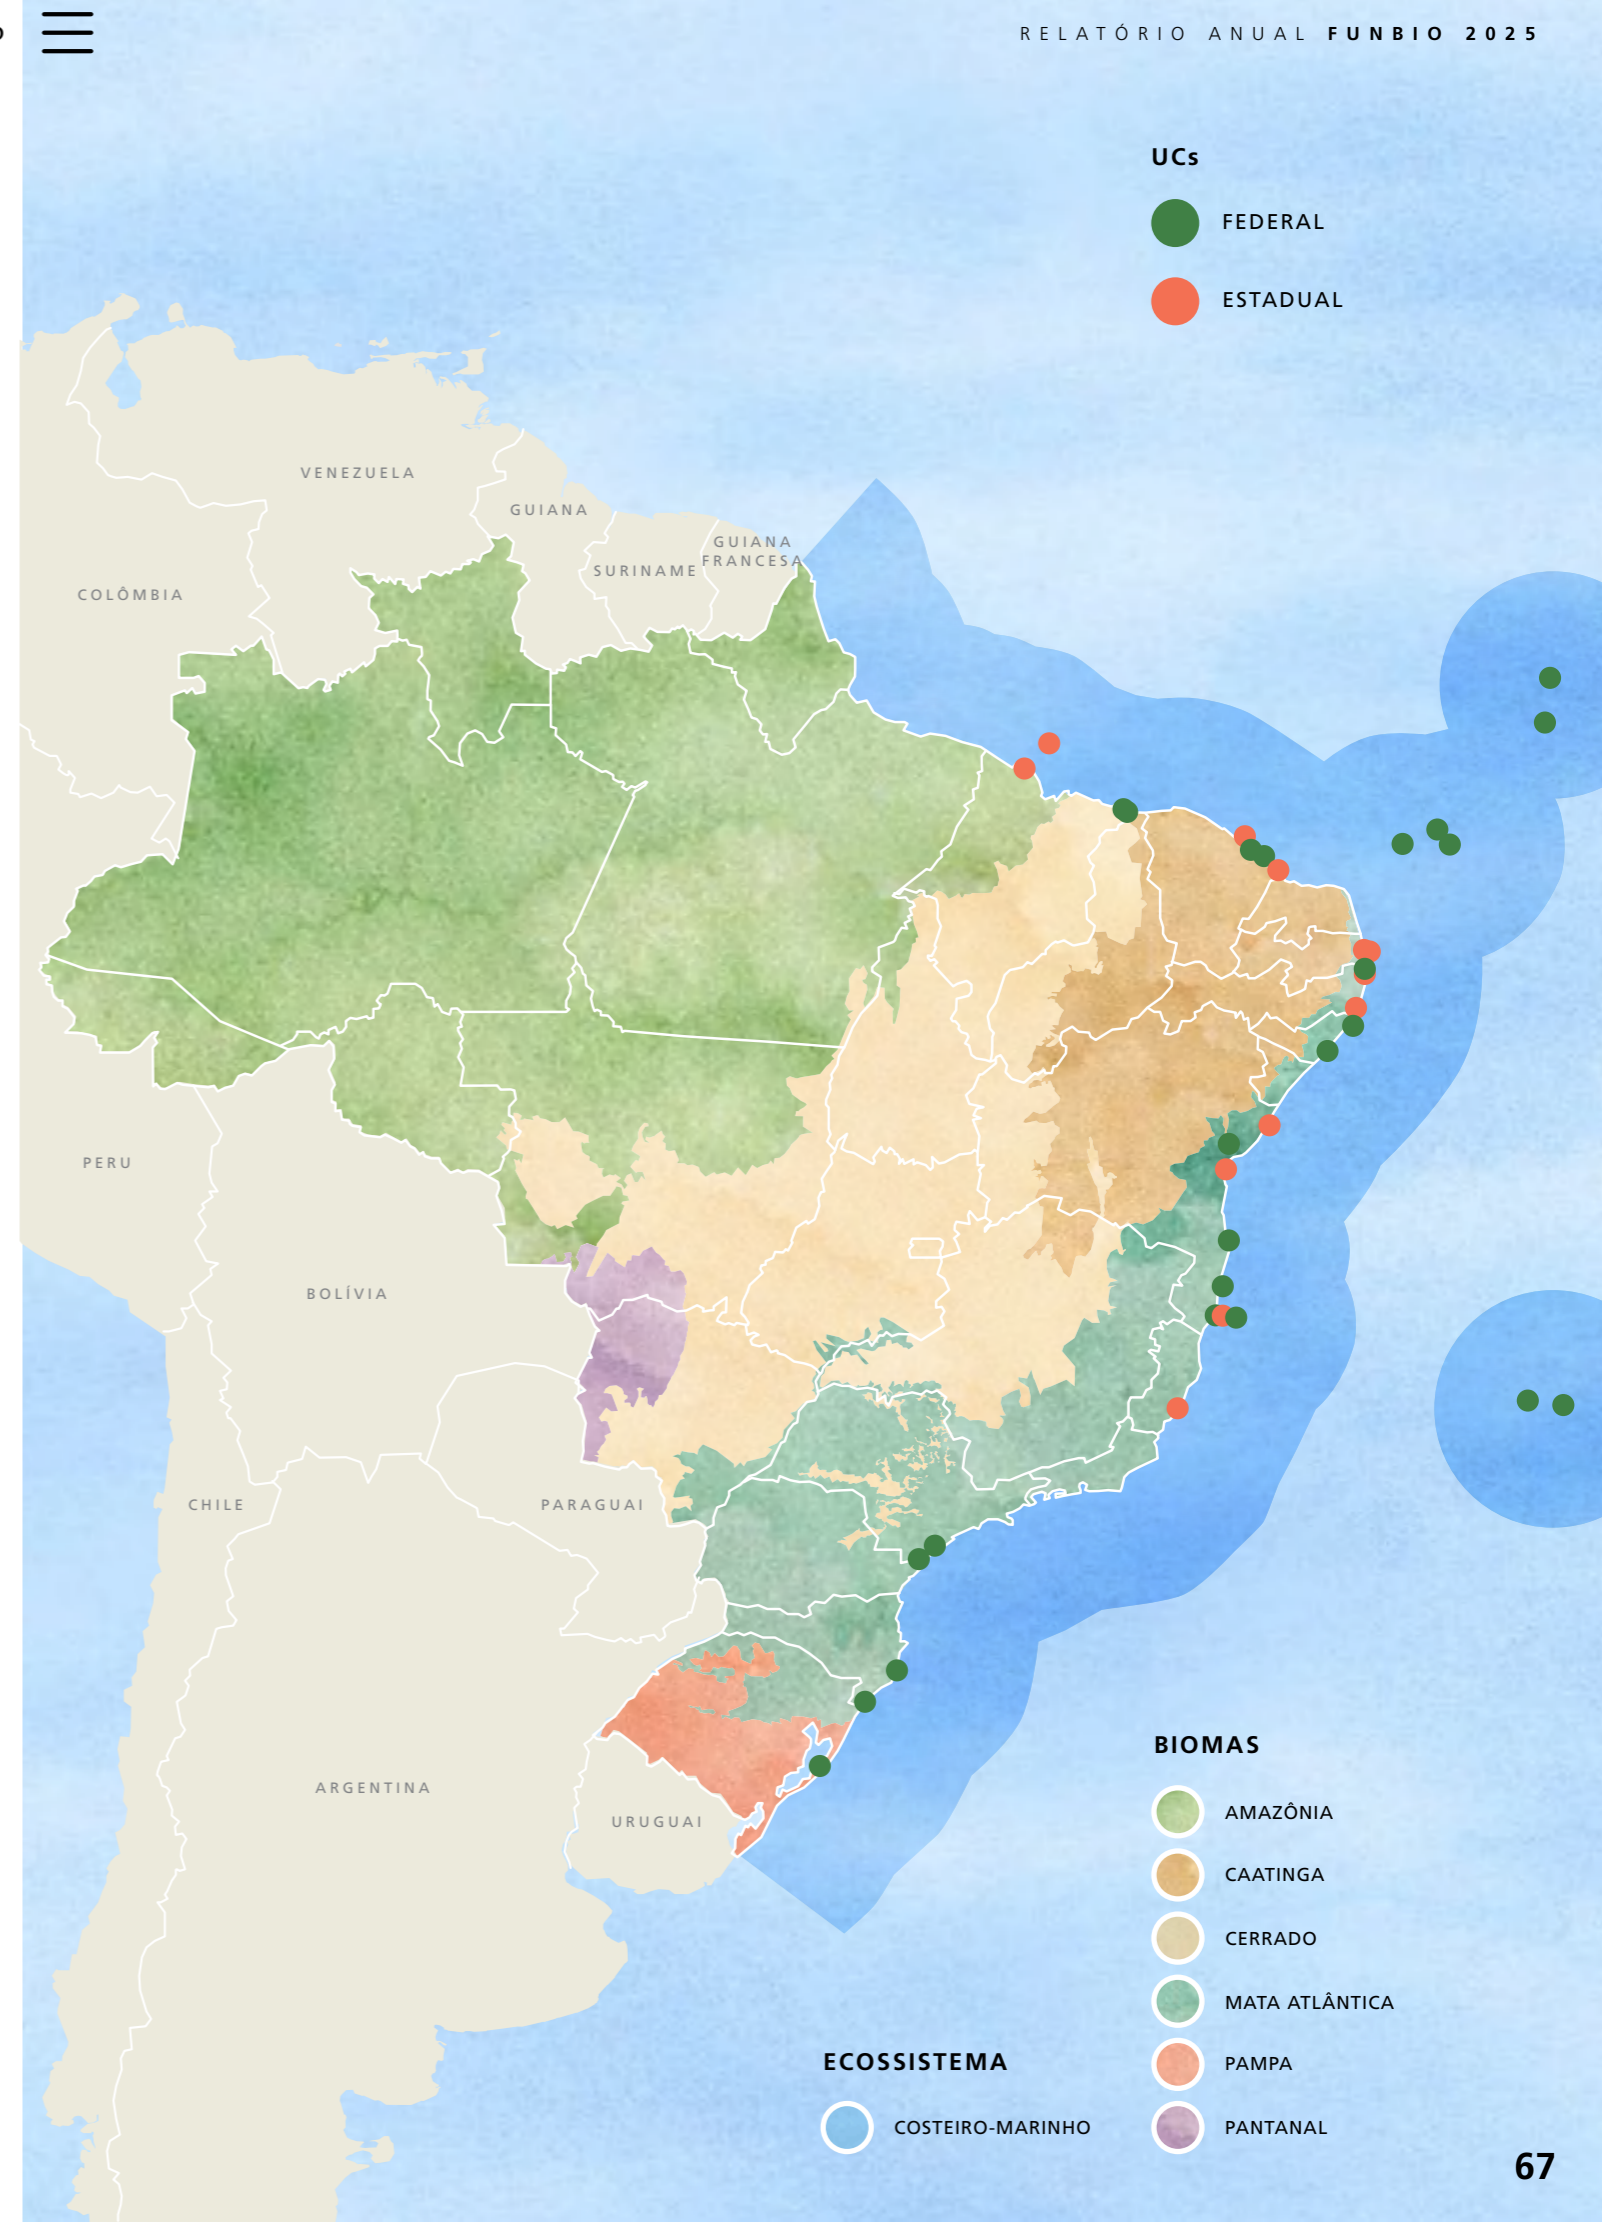 RELATÓRIO ANUAL FUNBIO 2025
UCs
FEDERAL
ESTADUAL
VENEZUELA
GUIANA
GUIANA
FRANCESA
SURINAME
COLÔMBIA
PERU
BOLÍVIA
CHILE
PARAGUAI
ARGENTINA
URUGUAI
BIOMAS
AMAZÔNIA
CAATINGA
CERRADO
MATA ATLÂNTICA
PAMPA
PANTANAL
ECOSSISTEMA
COSTEIRO-MARINHO
67